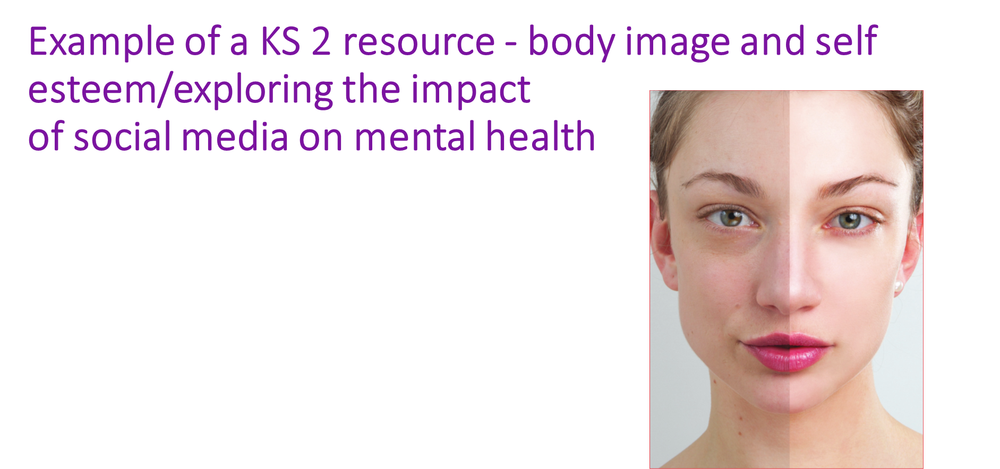 Example of a KS 2 resource - body image and self
esteem/exploring the impact
of social media on mental health